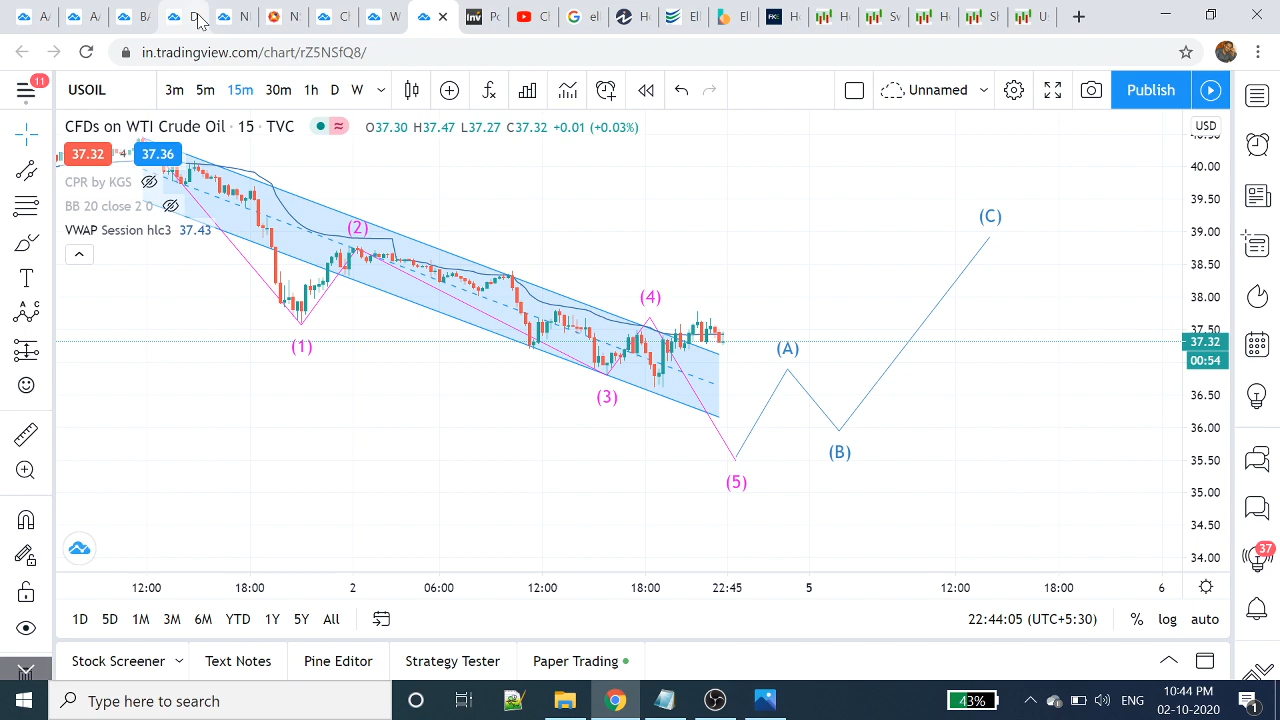 in.tradingview.com/chart/rZ5NSfQ8/
11
USOIL 3m 5m 15m 30m 1h D W Unnamed Publish
CFDs on WTI Crude Oil · 15 · TVC O37.30 H37.47 L37.27 C37.32 +0.01 (+0.03%)
37.32 4 37.36
CPR by KGS
BB 20 close 2 0
VWAP Session hlc3 37.43
USD
40.00
39.50
39.00
38.50
38.00
37.50
37.32
00:54
36.50
36.00
35.50
35.00
34.50
34.00
(1)
(2)
(3)
(4)
(5)
(A)
(B)
(C)
12:00 18:00 2 06:00 12:00 18:00 22:45 5 12:00 18:00 6
1D 5D 1M 3M 6M YTD 1Y 5Y All 22:44:05 (UTC+5:30) % log auto
37
Stock Screener Text Notes Pine Editor Strategy Tester Paper Trading
Type here to search 43% ENG 10:44 PM
02-10-2020